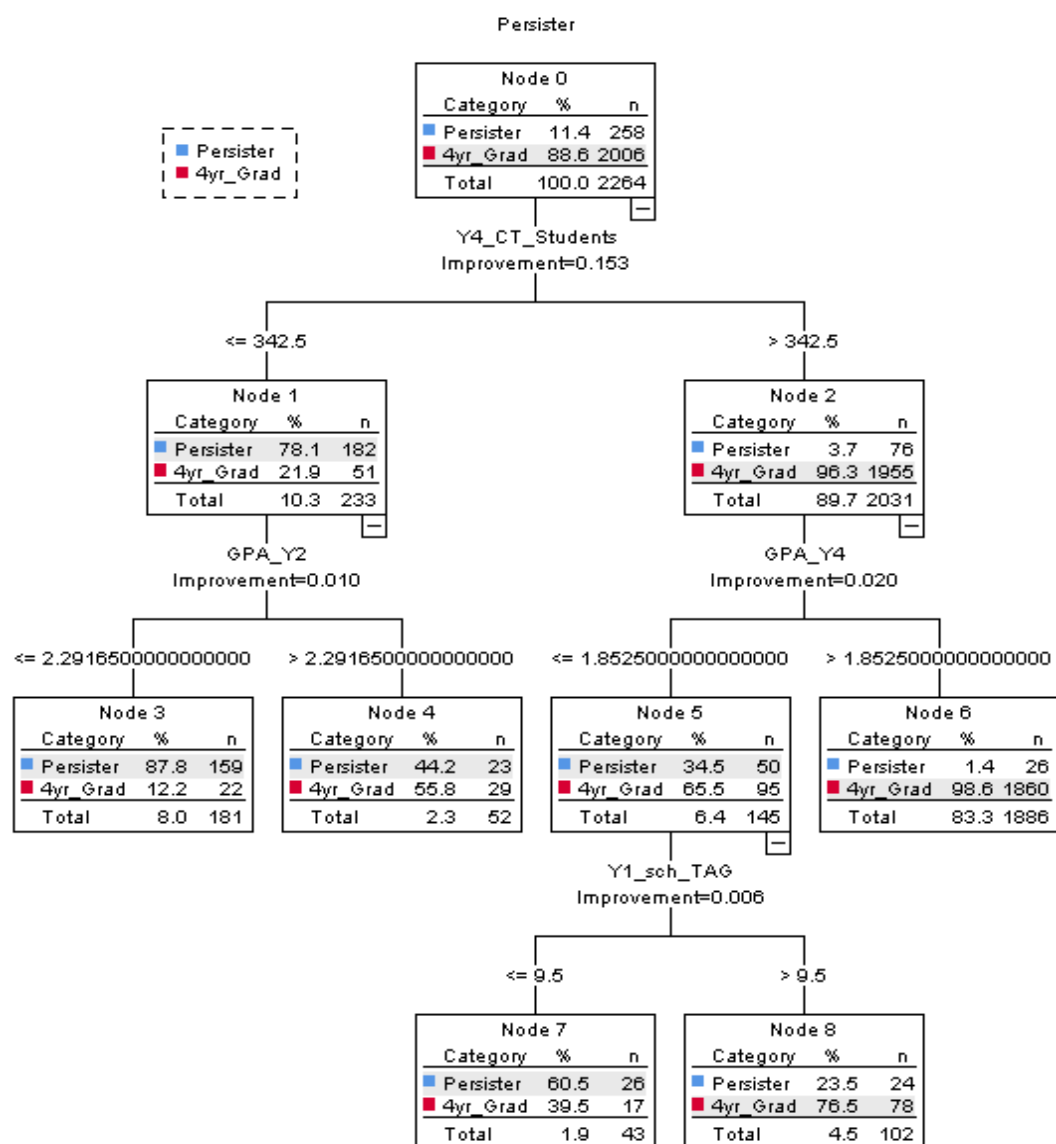 Persister
Node 0
Category % n
Persister 11.4 258
4yr_Grad 88.6 2006
Total 100.0 2264
Persister
4yr_Grad
Y4_CT_Students
Improvement=0.153
<= 342.5
> 342.5
Node 1
Category % n
Persister 78.1 182
4yr_Grad 21.9 51
Total 10.3 233
Node 2
Category % n
Persister 3.7 76
4yr_Grad 96.3 1955
Total 89.7 2031
GPA_Y2
Improvement=0.010
GPA_Y4
Improvement=0.020
<= 2.29165000000000000
> 2.29165000000000000
<= 1.85250000000000000
> 1.85250000000000000
Node 3
Category % n
Persister 87.8 159
4yr_Grad 12.2 22
Total 8.0 181
Node 4
Category % n
Persister 44.2 23
4yr_Grad 55.8 29
Total 2.3 52
Node 5
Category % n
Persister 34.5 50
4yr_Grad 65.5 95
Total 6.4 145
Node 6
Category % n
Persister 1.4 26
4yr_Grad 98.6 1860
Total 83.3 1886
Y1_sch_TAG
Improvement=0.006
<= 9.5
> 9.5
Node 7
Category % n
Persister 60.5 26
4yr_Grad 39.5 17
Total 1.9 43
Node 8
Category % n
Persister 23.5 24
4yr_Grad 76.5 78
Total 4.5 102